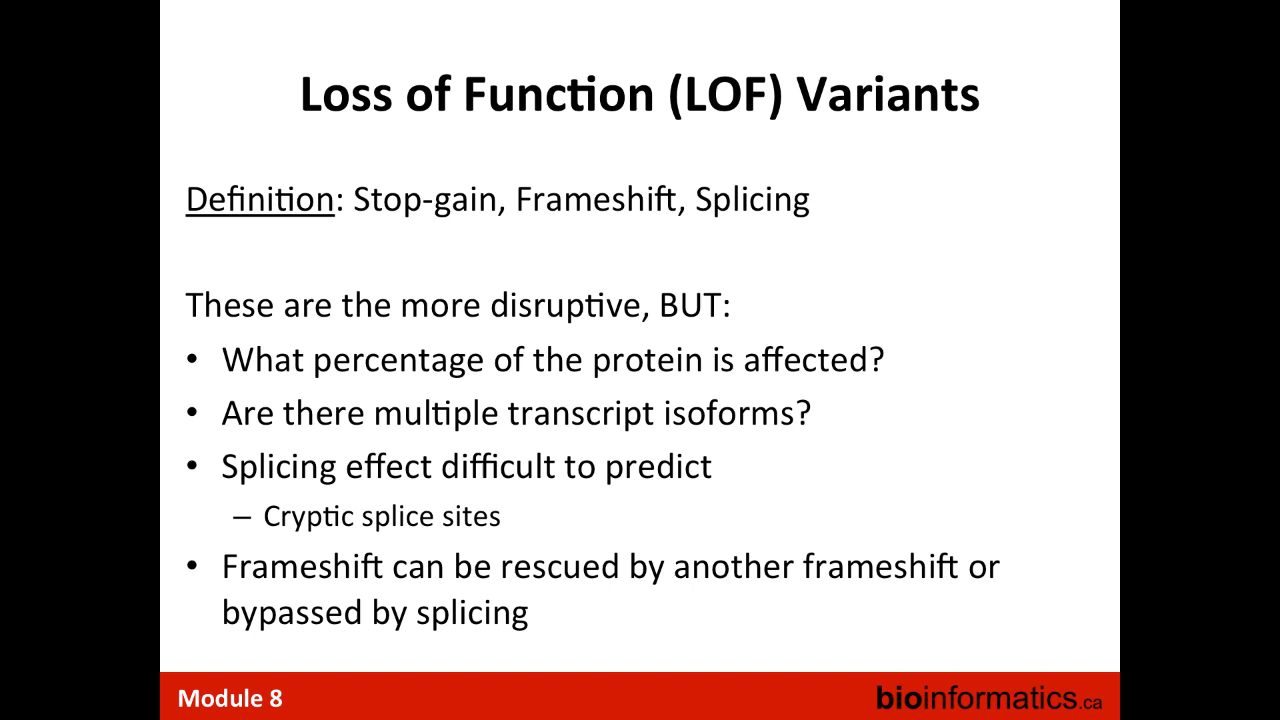 Loss of Function (LOF) Variants
Definition: Stop-gain, Frameshift, Splicing
These are the more disruptive, BUT:
• What percentage of the protein is affected?
• Are there multiple transcript isoforms?
• Splicing effect difficult to predict
– Cryptic splice sites
• Frameshift can be rescued by another frameshift or
bypassed by splicing
Module 8
bioinformatics.ca